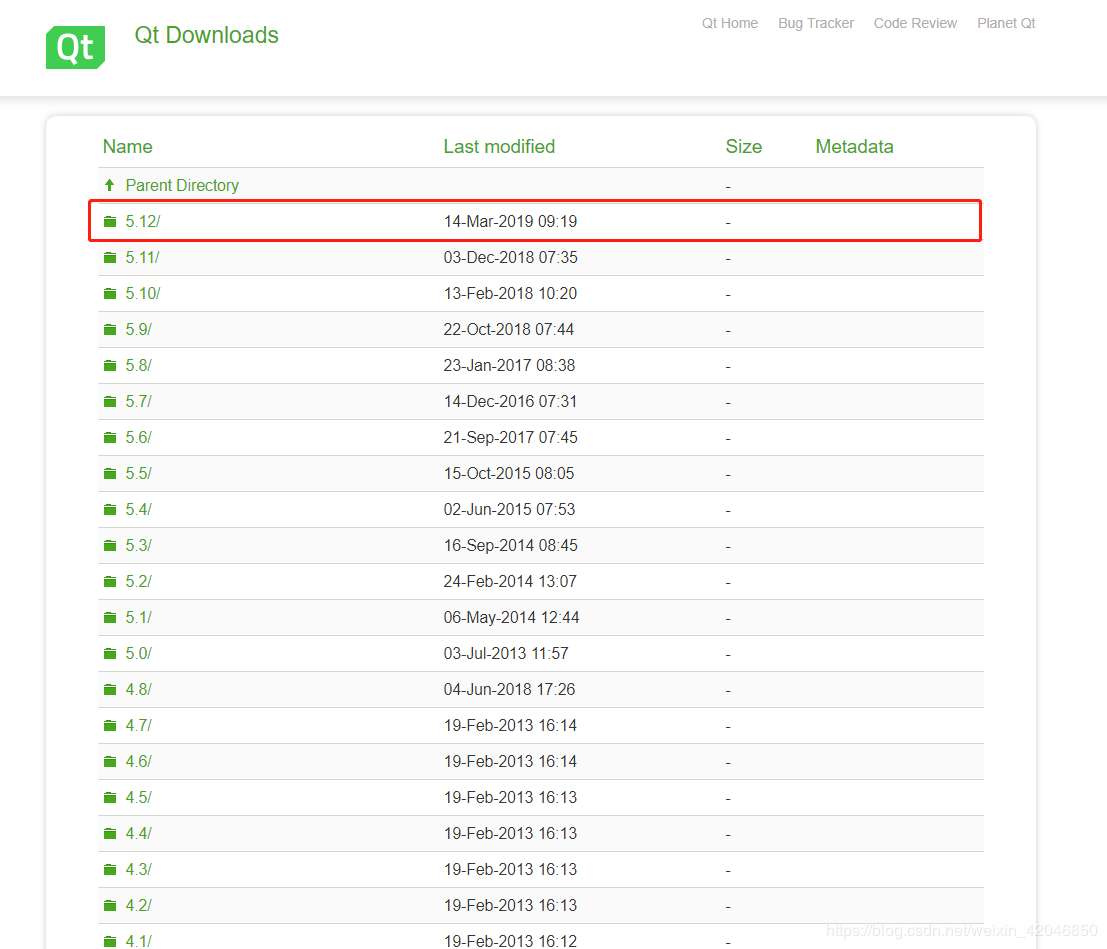 Qt
Qt Downloads
Qt Home Bug Tracker Code Review Planet Qt
Name Last modified Size Metadata
Parent Directory -
5.12/ 14-Mar-2019 09:19 -
5.11/ 03-Dec-2018 07:35 -
5.10/ 13-Feb-2018 10:20 -
5.9/ 22-Oct-2018 07:44 -
5.8/ 23-Jan-2017 08:38 -
5.7/ 14-Dec-2016 07:31 -
5.6/ 21-Sep-2017 07:45 -
5.5/ 15-Oct-2015 08:05 -
5.4/ 02-Jun-2015 07:53 -
5.3/ 16-Sep-2014 08:45 -
5.2/ 24-Feb-2014 13:07 -
5.1/ 06-May-2014 12:44 -
5.0/ 03-Jul-2013 11:57 -
4.8/ 04-Jun-2018 17:26 -
4.7/ 19-Feb-2013 16:14 -
4.6/ 19-Feb-2013 16:14 -
4.5/ 19-Feb-2013 16:13 -
4.4/ 19-Feb-2013 16:13 -
4.3/ 19-Feb-2013 16:13 -
4.2/ 19-Feb-2013 16:13 -
4.1/ 19-Feb-2013 16:12 -
https://blog.csdn.net/weixin_42046850